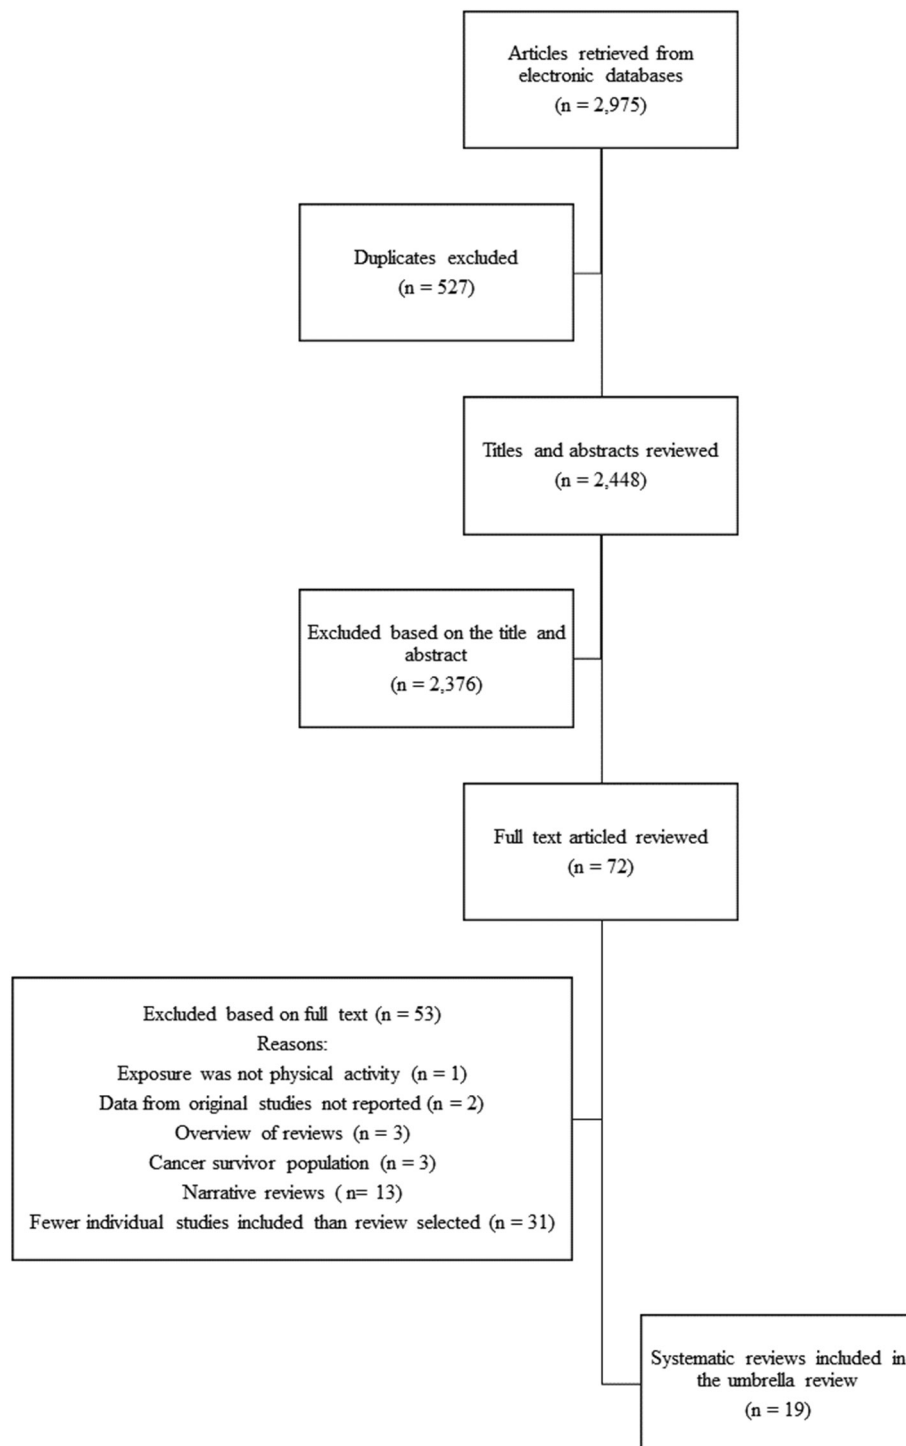 Articles retrieved from
electronic databases
(n = 2,975)
Duplicates excluded
(n = 527)
Titles and abstracts reviewed
(n = 2,448)
Excluded based on the title and
abstract
(n = 2,376)
Full text articled reviewed
(n = 72)
Excluded based on full text (n = 53)
Reasons:
Exposure was not physical activity (n = 1)
Data from original studies not reported (n = 2)
Overview of reviews (n = 3)
Cancer survivor population (n = 3)
Narrative reviews ( n= 13)
Fewer individual studies included than review selected (n = 31)
Systematic reviews included in
the umbrella review
(n = 19)